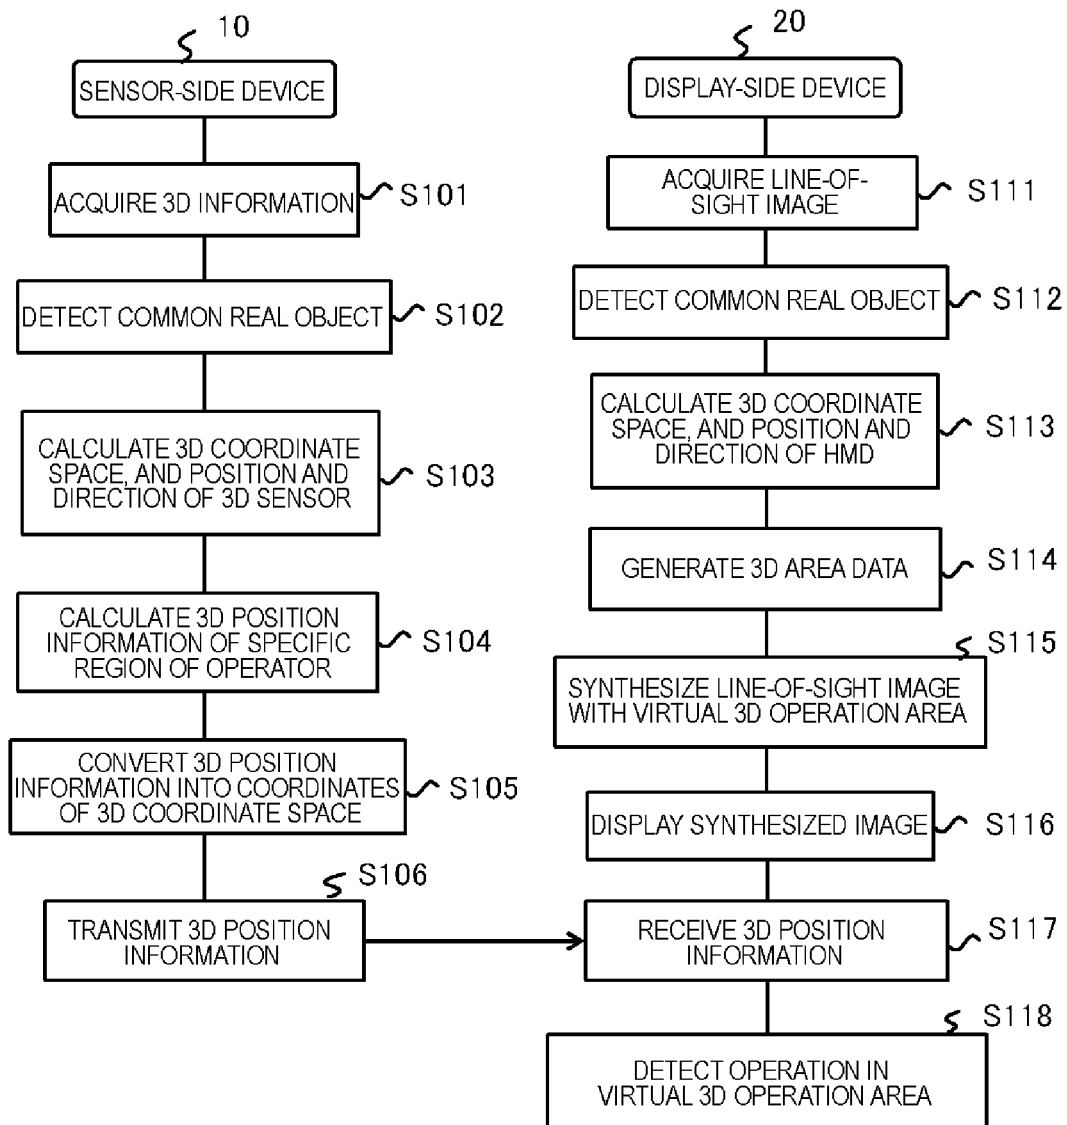 10
SENSOR-SIDE DEVICE
ACQUIRE 3D INFORMATION
S101
DETECT COMMON REAL OBJECT
S102
CALCULATE 3D COORDINATE
SPACE, AND POSITION AND
DIRECTION OF 3D SENSOR
S103
CALCULATE 3D POSITION
INFORMATION OF SPECIFIC
REGION OF OPERATOR
S104
CONVERT 3D POSITION
INFORMATION INTO COORDINATES
OF 3D COORDINATE SPACE
S105
S106
TRANSMIT 3D POSITION
INFORMATION
20
DISPLAY-SIDE DEVICE
ACQUIRE LINE-OF-
SIGHT IMAGE
S111
DETECT COMMON REAL OBJECT
S112
CALCULATE 3D COORDINATE
SPACE, AND POSITION AND
DIRECTION OF HMD
S113
GENERATE 3D AREA DATA
S114
S115
SYNTHESIZE LINE-OF-SIGHT IMAGE
WITH VIRTUAL 3D OPERATION AREA
DISPLAY SYNTHESIZED IMAGE
S116
RECEIVE 3D POSITION
INFORMATION
S117
S118
DETECT OPERATION IN
VIRTUAL 3D OPERATION AREA